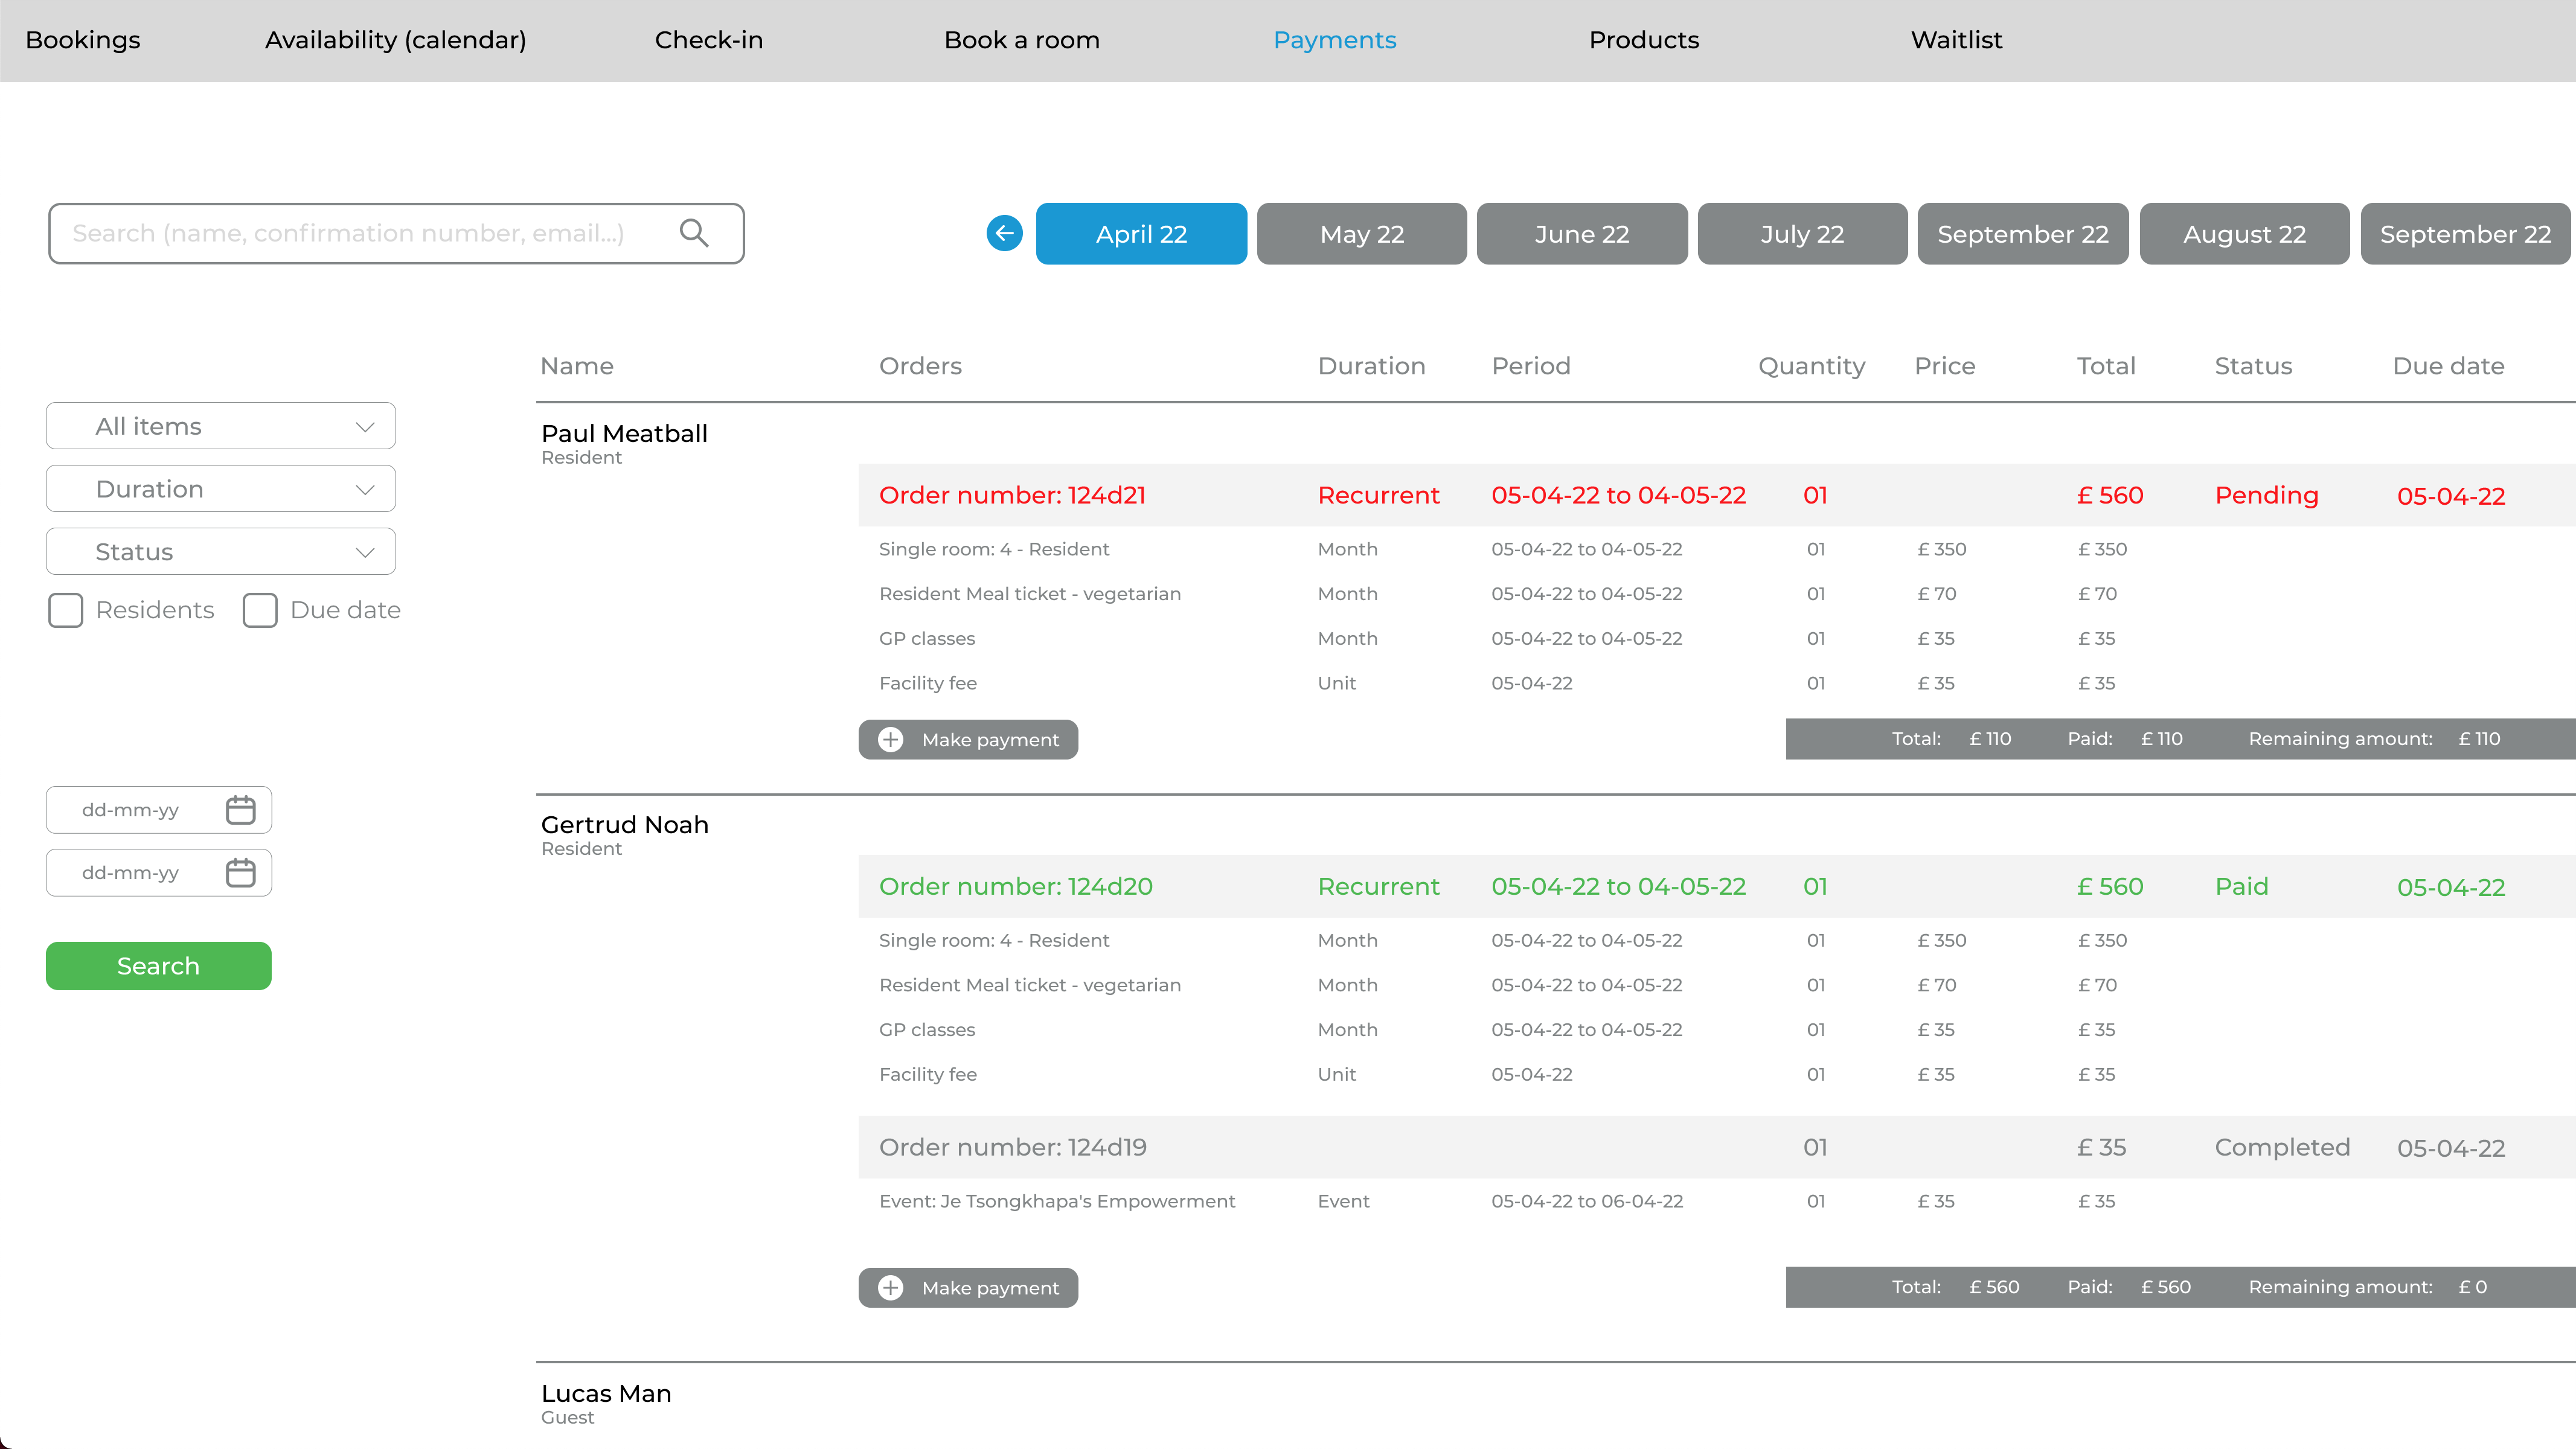 Bookings Availability (calendar) Check-in Book a room Payments Products Waitlist
Search (name, confirmation number, email...) April 22 May 22 June 22 July 22 September 22 August 22 September 22
Name Orders Duration Period Quantity Price Total Status Due date
All items
Duration
Status
Residents Due date
dd-mm-yy
dd-mm-yy
Search
Paul Meatball
Resident
Order number: 124d21 Recurrent 05-04-22 to 04-05-22 01 £ 560 Pending 05-04-22
Single room: 4 - Resident Month 05-04-22 to 04-05-22 01 £ 350 £ 350
Resident Meal ticket - vegetarian Month 05-04-22 to 04-05-22 01 £ 70 £ 70
GP classes Month 05-04-22 to 04-05-22 01 £ 35 £ 35
Facility fee Unit 05-04-22 01 £ 35 £ 35
Make payment Total: £ 110 Paid: £ 110 Remaining amount: £ 110
Gertrud Noah
Resident
Order number: 124d20 Recurrent 05-04-22 to 04-05-22 01 £ 560 Paid 05-04-22
Single room: 4 - Resident Month 05-04-22 to 04-05-22 01 £ 350 £ 350
Resident Meal ticket - vegetarian Month 05-04-22 to 04-05-22 01 £ 70 £ 70
GP classes Month 05-04-22 to 04-05-22 01 £ 35 £ 35
Facility fee Unit 05-04-22 01 £ 35 £ 35
Order number: 124d19 01 £ 35 Completed 05-04-22
Event: Je Tsongkhapa's Empowerment Event 05-04-22 to 06-04-22 01 £ 35 £ 35
Make payment Total: £ 560 Paid: £ 560 Remaining amount: £ 0
Lucas Man
Guest